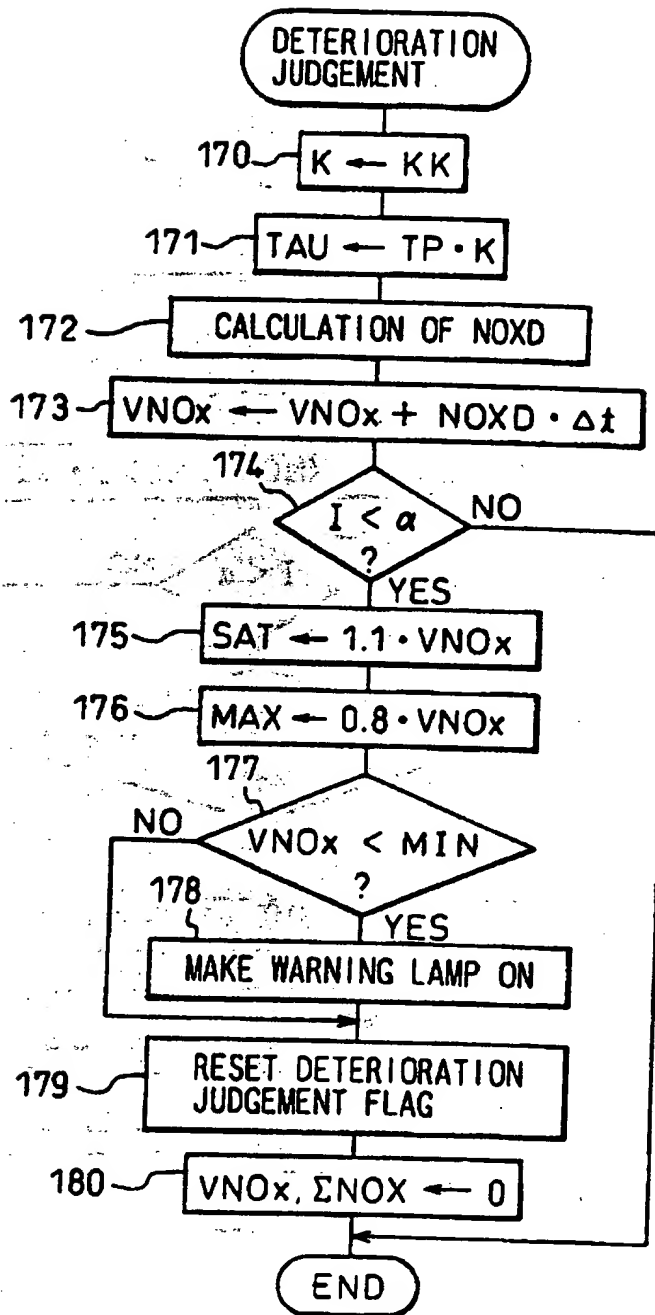 DETERIORATION
JUDGEMENT
170
K ← KK
171
TAU ← TP · K
172
CALCULATION OF NOXD
173
VNOx ← VNOx + NOXD · Δt
174
I < α
?
NO
YES
175
SAT ← 1.1 · VNOx
176
MAX ← 0.8 · VNOx
177
NO
VNOx < MIN
?
YES
178
MAKE WARNING LAMP ON
179
RESET DETERIORATION
JUDGEMENT FLAG
180
VNOx, ΣNOX ← 0
END